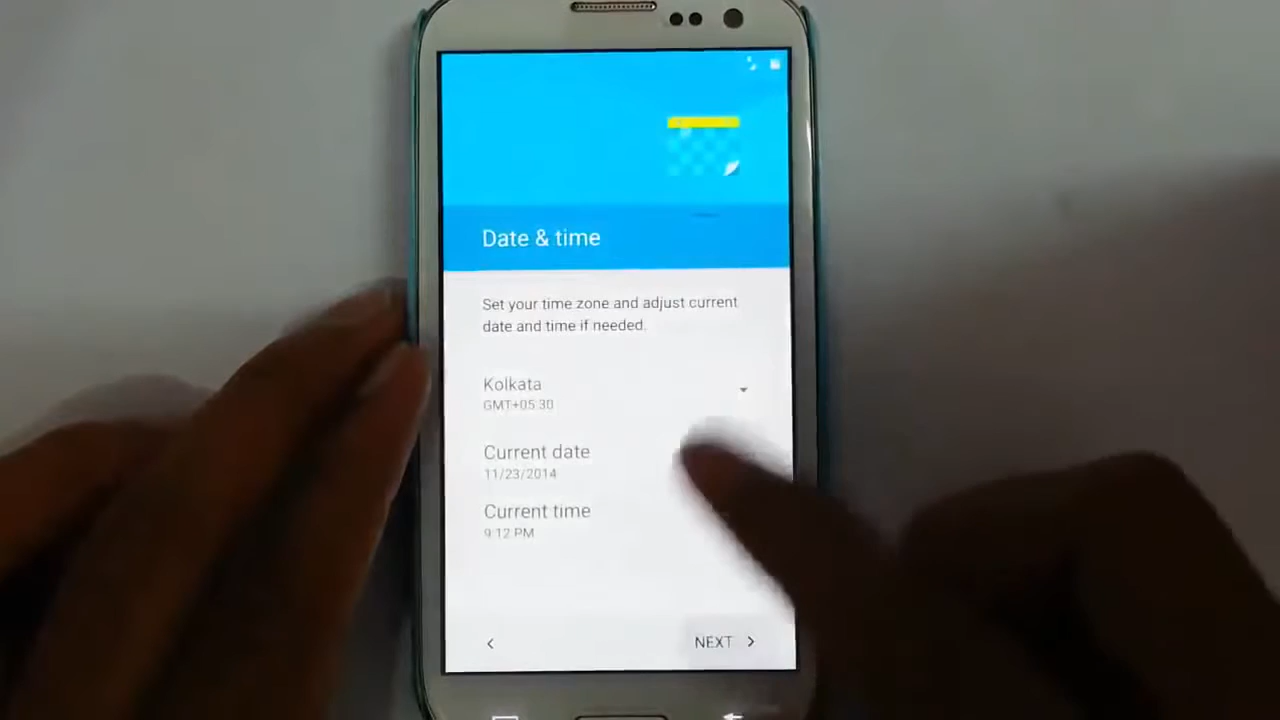 Date & time
Set your time zone and adjust current
date and time if needed.
Kolkata
GMT+05:30
Current date
11/23/2014
Current time
9:12 PM
NEXT